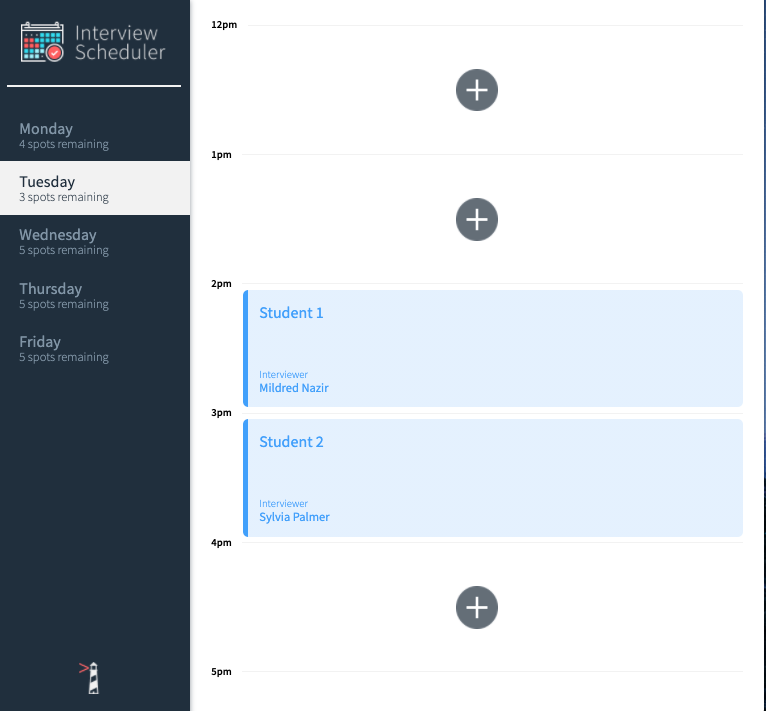 Interview
Scheduler
Monday
4 spots remaining
Tuesday
3 spots remaining
Wednesday
5 spots remaining
Thursday
5 spots remaining
Friday
5 spots remaining
12pm
1pm
2pm
Student 1
Interviewer
Mildred Nazir
3pm
Student 2
Interviewer
Sylvia Palmer
4pm
5pm